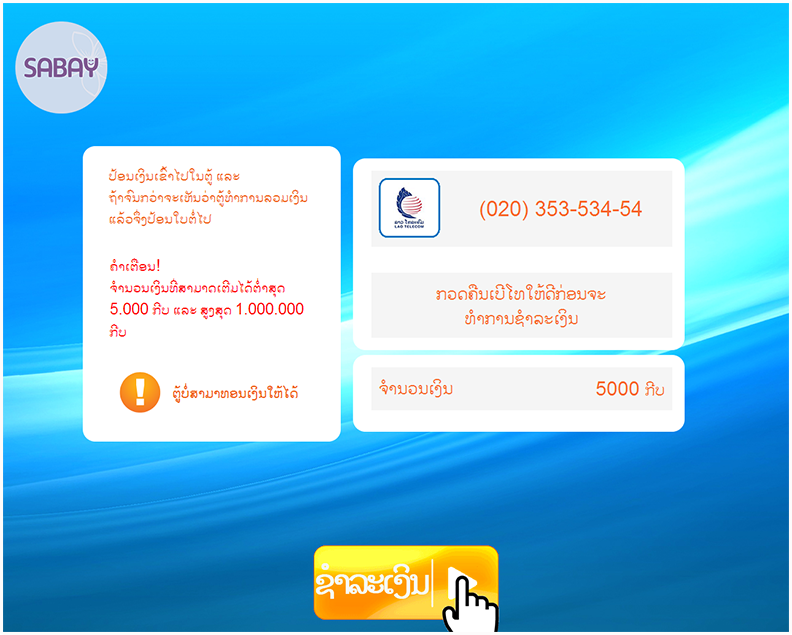 SABAY
ປ້ອນເງິນເຂົ້າໄປໃນຕູ້ ແລະ
ຖ້າຈົນກວ່າຈະເຫັນວ່າຕູ້ທຳການລວມເງິນ
ແລ້ວຈຶ່ງປ້ອນໃບຕໍ່ໄປ
ຄຳເຕືອນ!
ຈຳນວນເງິນທີ່ສາມາດເຕີມໄດ້ຕ່ຳສຸດ
5.000 ກີບ ແລະ ສູງສຸດ 1.000.000
ກີບ
ຕູ້ບໍ່ສາມາທອນເງິນໃຫ້ໄດ້
ລາວ ໂທລະຄົມ
LAO TELECOM
(020) 353-534-54
ກວດຄືນເບີໂທໃຫ້ດີກ່ອນຈະ
ທຳການຊຳລະເງິນ
ຈຳນວນເງິນ 5000 ກີບ
ຊຳລະເງິນ